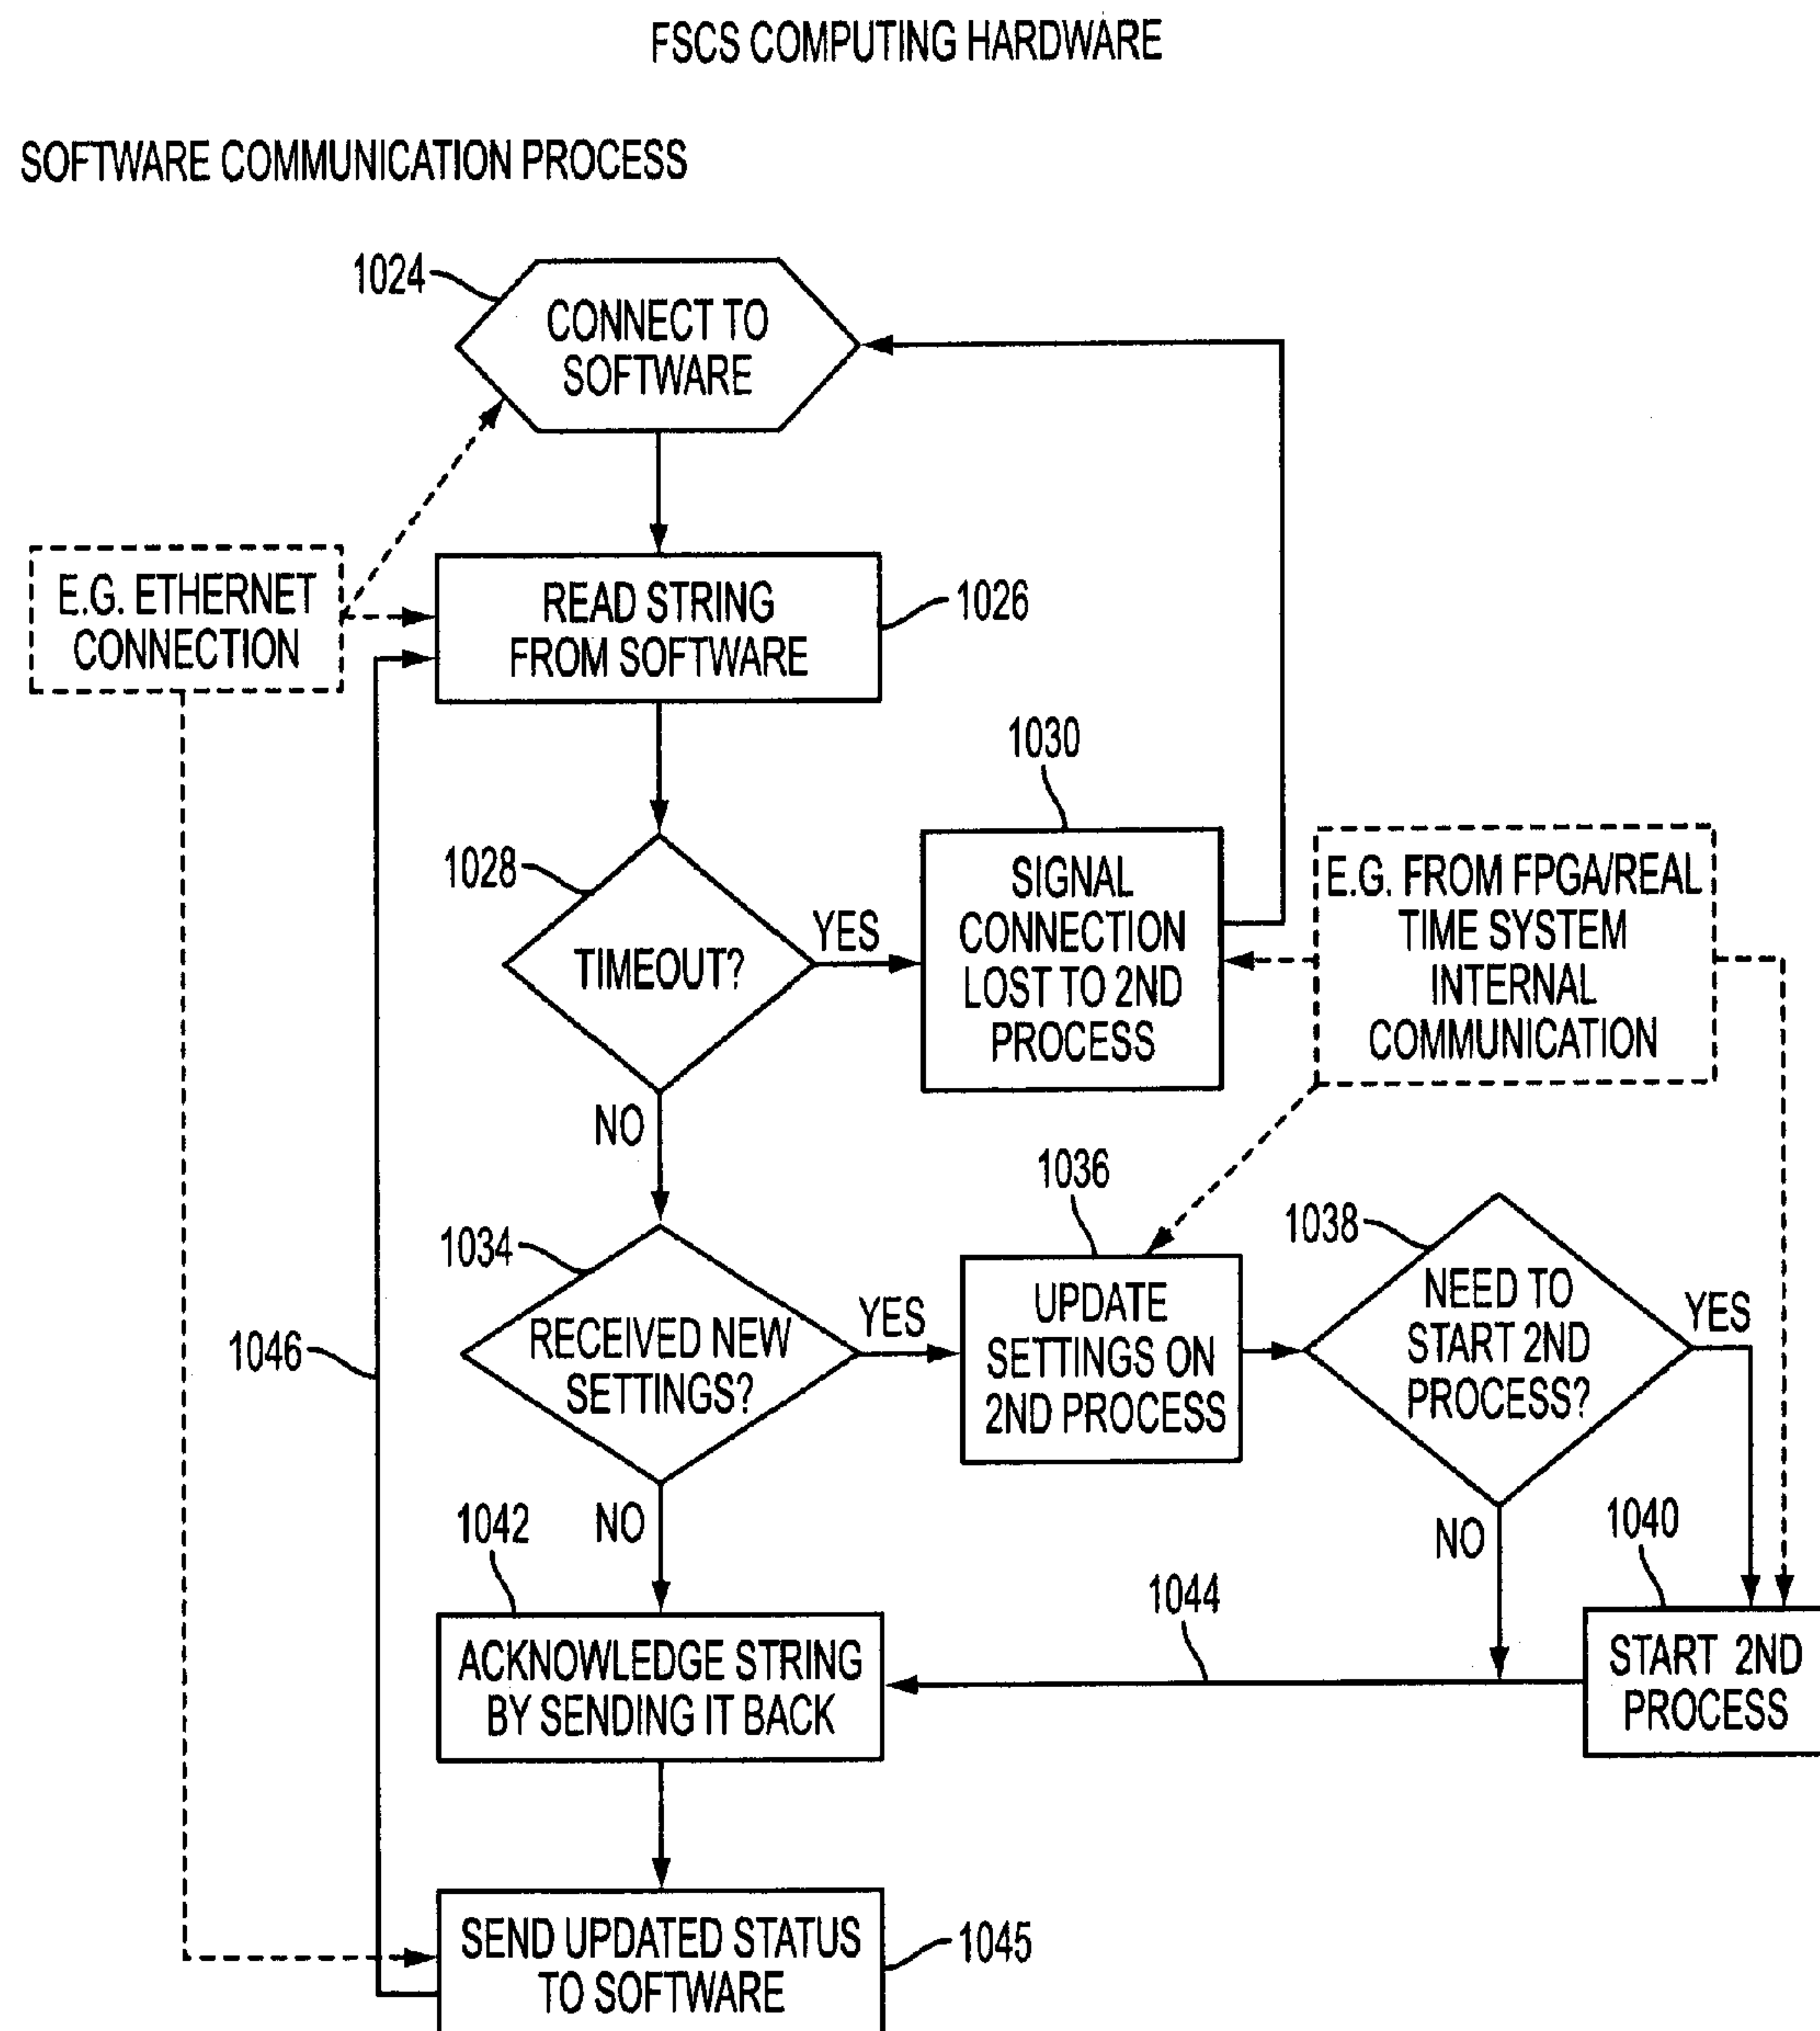 FSCS COMPUTING HARDWARE
SOFTWARE COMMUNICATION PROCESS
1024
CONNECT TO
SOFTWARE
E.G. ETHERNET
CONNECTION
READ STRING
FROM SOFTWARE
1026
1028
TIMEOUT?
YES
NO
1030
SIGNAL
CONNECTION
LOST TO 2ND
PROCESS
E.G. FROM FPGA/REAL
TIME SYSTEM
INTERNAL
COMMUNICATION
1034
RECEIVED NEW
SETTINGS?
YES
NO
1036
UPDATE
SETTINGS ON
2ND PROCESS
1038
NEED TO
START 2ND
PROCESS?
YES
NO
1040
START 2ND
PROCESS
1042
ACKNOWLEDGE STRING
BY SENDING IT BACK
1044
1046
SEND UPDATED STATUS
TO SOFTWARE
1045